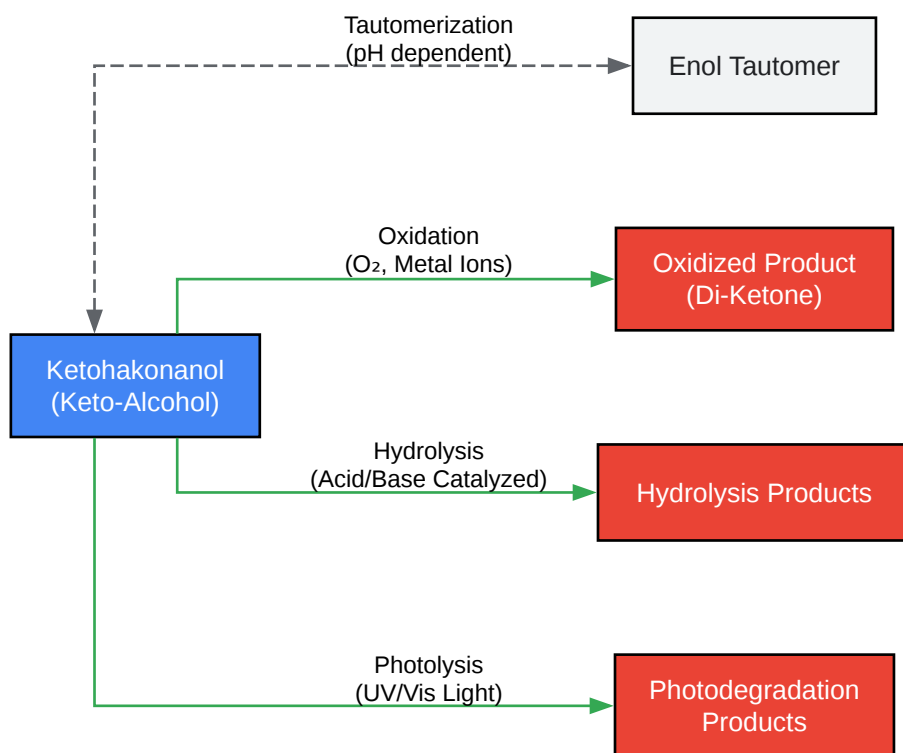 Tautomerization
(pH dependent)
Enol Tautomer
Oxidation
(O₂, Metal Ions)
Oxidized Product
(Di-Ketone)
Ketohakonanol
(Keto-Alcohol)
Hydrolysis
(Acid/Base Catalyzed)
Hydrolysis Products
Photolysis
(UV/Vis Light)
Photodegradation
Products